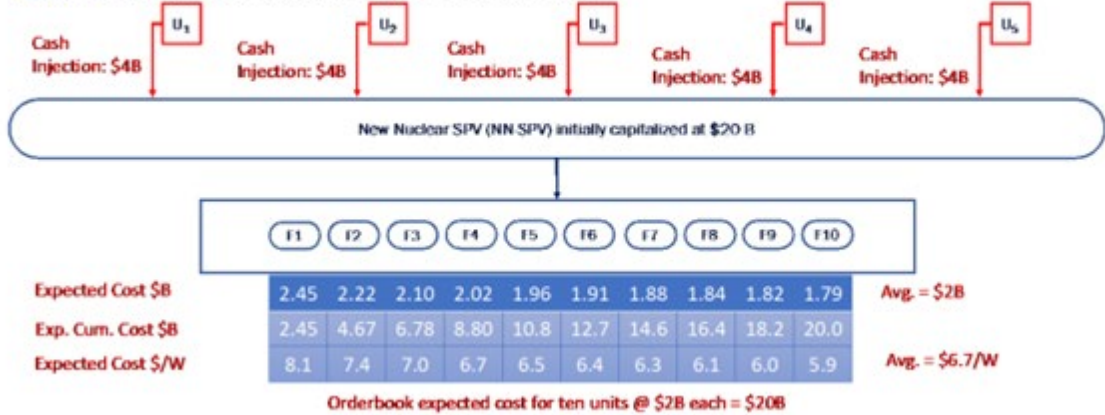 U1 U2 U3 U4 U5
Cash Injection: $4B
Cash Injection: $4B
Cash Injection: $4B
Cash Injection: $4B
Cash Injection: $4B
New Nuclear SPV (NN-SPV) initially capitalized at $20 B
F1 F2 F3 F4 F5 F6 F7 F8 F9 F10
Expected Cost $B 2.45 2.22 2.10 2.02 1.96 1.91 1.88 1.84 1.82 1.79 Avg. = $2B
Exp. Cum. Cost $B 2.45 4.67 6.78 8.80 10.8 12.7 14.6 16.4 18.2 20.0
Expected Cost $/W 8.1 7.4 7.0 6.7 6.5 6.4 6.3 6.1 6.0 5.9 Avg. = $6.7/W
Orderbook expected cost for ten units @ $2B each = $20B